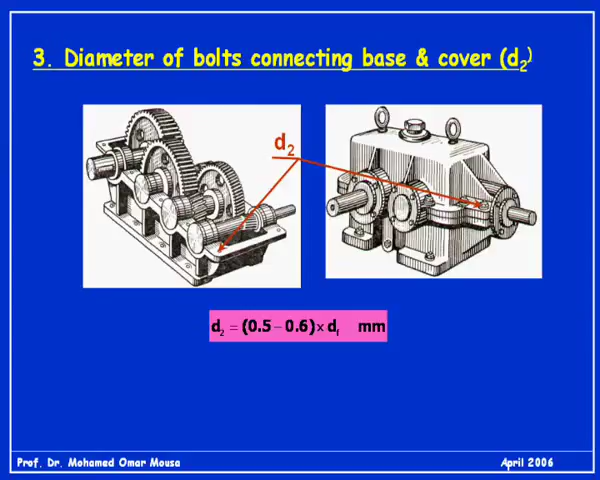 3. Diameter of bolts connecting base & cover (d₂)
d₂
d₂ = (0.5 – 0.6) × d_f mm
Prof. Dr. Mohamed Omar Mousa
April 2006